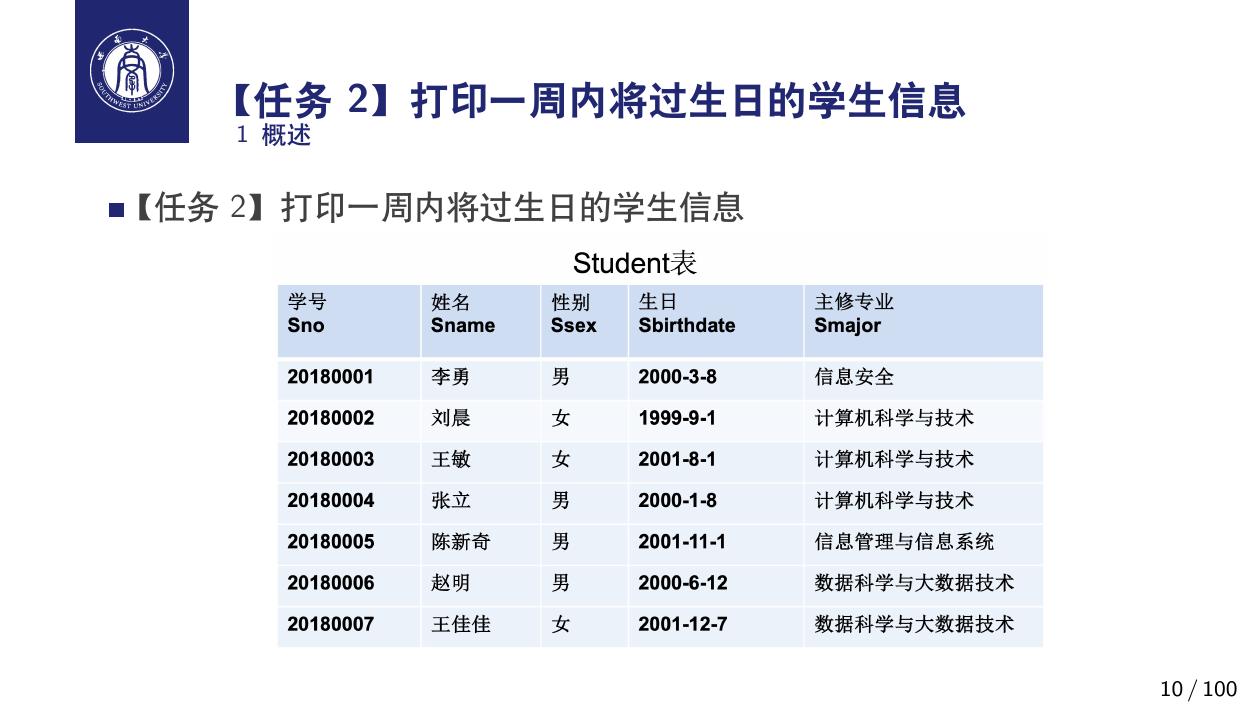 西南大学
SOUTHWEST UNIVERSITY
【任务 2】打印一周内将过生日的学生信息
1 概述
【任务 2】打印一周内将过生日的学生信息
Student表
学号 姓名 性别 生日 主修专业
Sno Sname Ssex Sbirthdate Smajor
20180001 李勇 男 2000-3-8 信息安全
20180002 刘晨 女 1999-9-1 计算机科学与技术
20180003 王敏 女 2001-8-1 计算机科学与技术
20180004 张立 男 2000-1-8 计算机科学与技术
20180005 陈新奇 男 2001-11-1 信息管理与信息系统
20180006 赵明 男 2000-6-12 数据科学与大数据技术
20180007 王佳佳 女 2001-12-7 数据科学与大数据技术
10 / 100